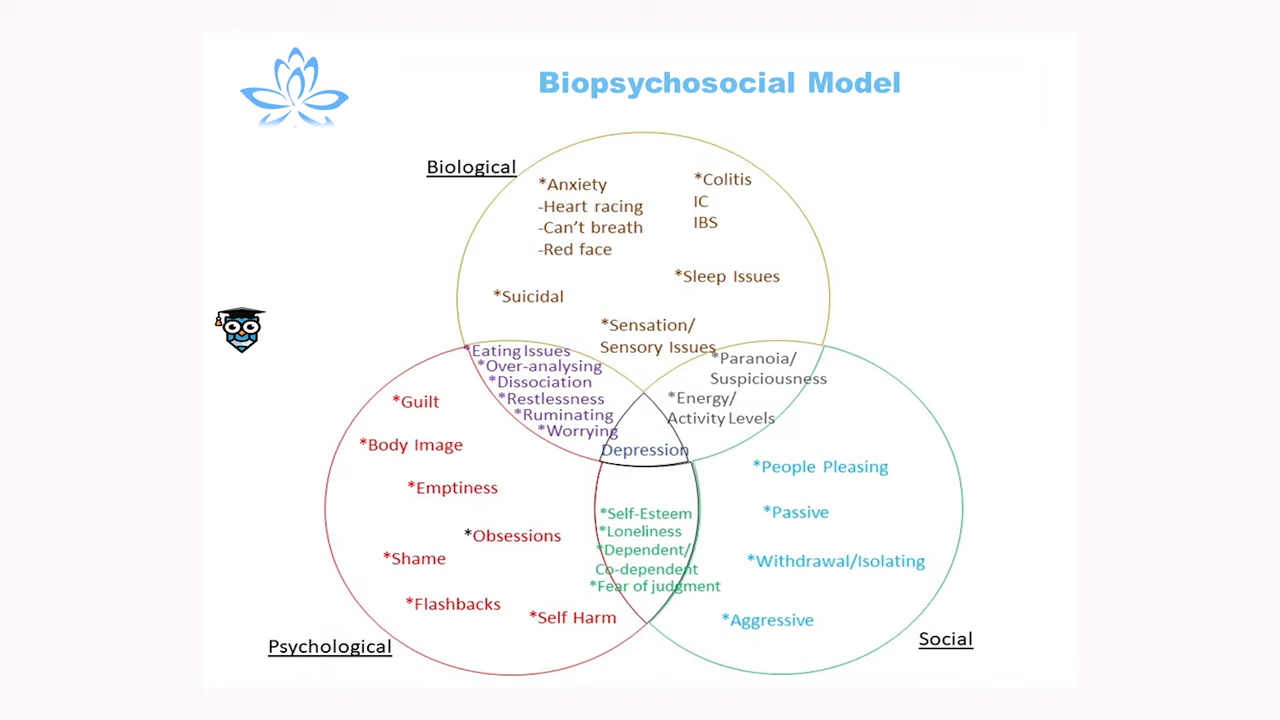 Biopsychosocial Model
Biological
*Anxiety
-Heart racing
-Can't breath
-Red face
*Colitis
IC
IBS
*Sleep Issues
*Suicidal
*Sensation/
Sensory Issues
*Eating Issues
*Over-analysing
*Dissociation
*Restlessness
*Ruminating
*Worrying
*Paranoia/
Suspiciousness
*Energy/
Activity Levels
Depression
*Guilt
*Body Image
*Emptiness
*Obsessions
*Shame
*Flashbacks
*Self Harm
Psychological
*Self-Esteem
*Loneliness
*Dependent/
Co-dependent
*Fear of judgment
*People Pleasing
*Passive
*Withdrawal/Isolating
*Aggressive
Social